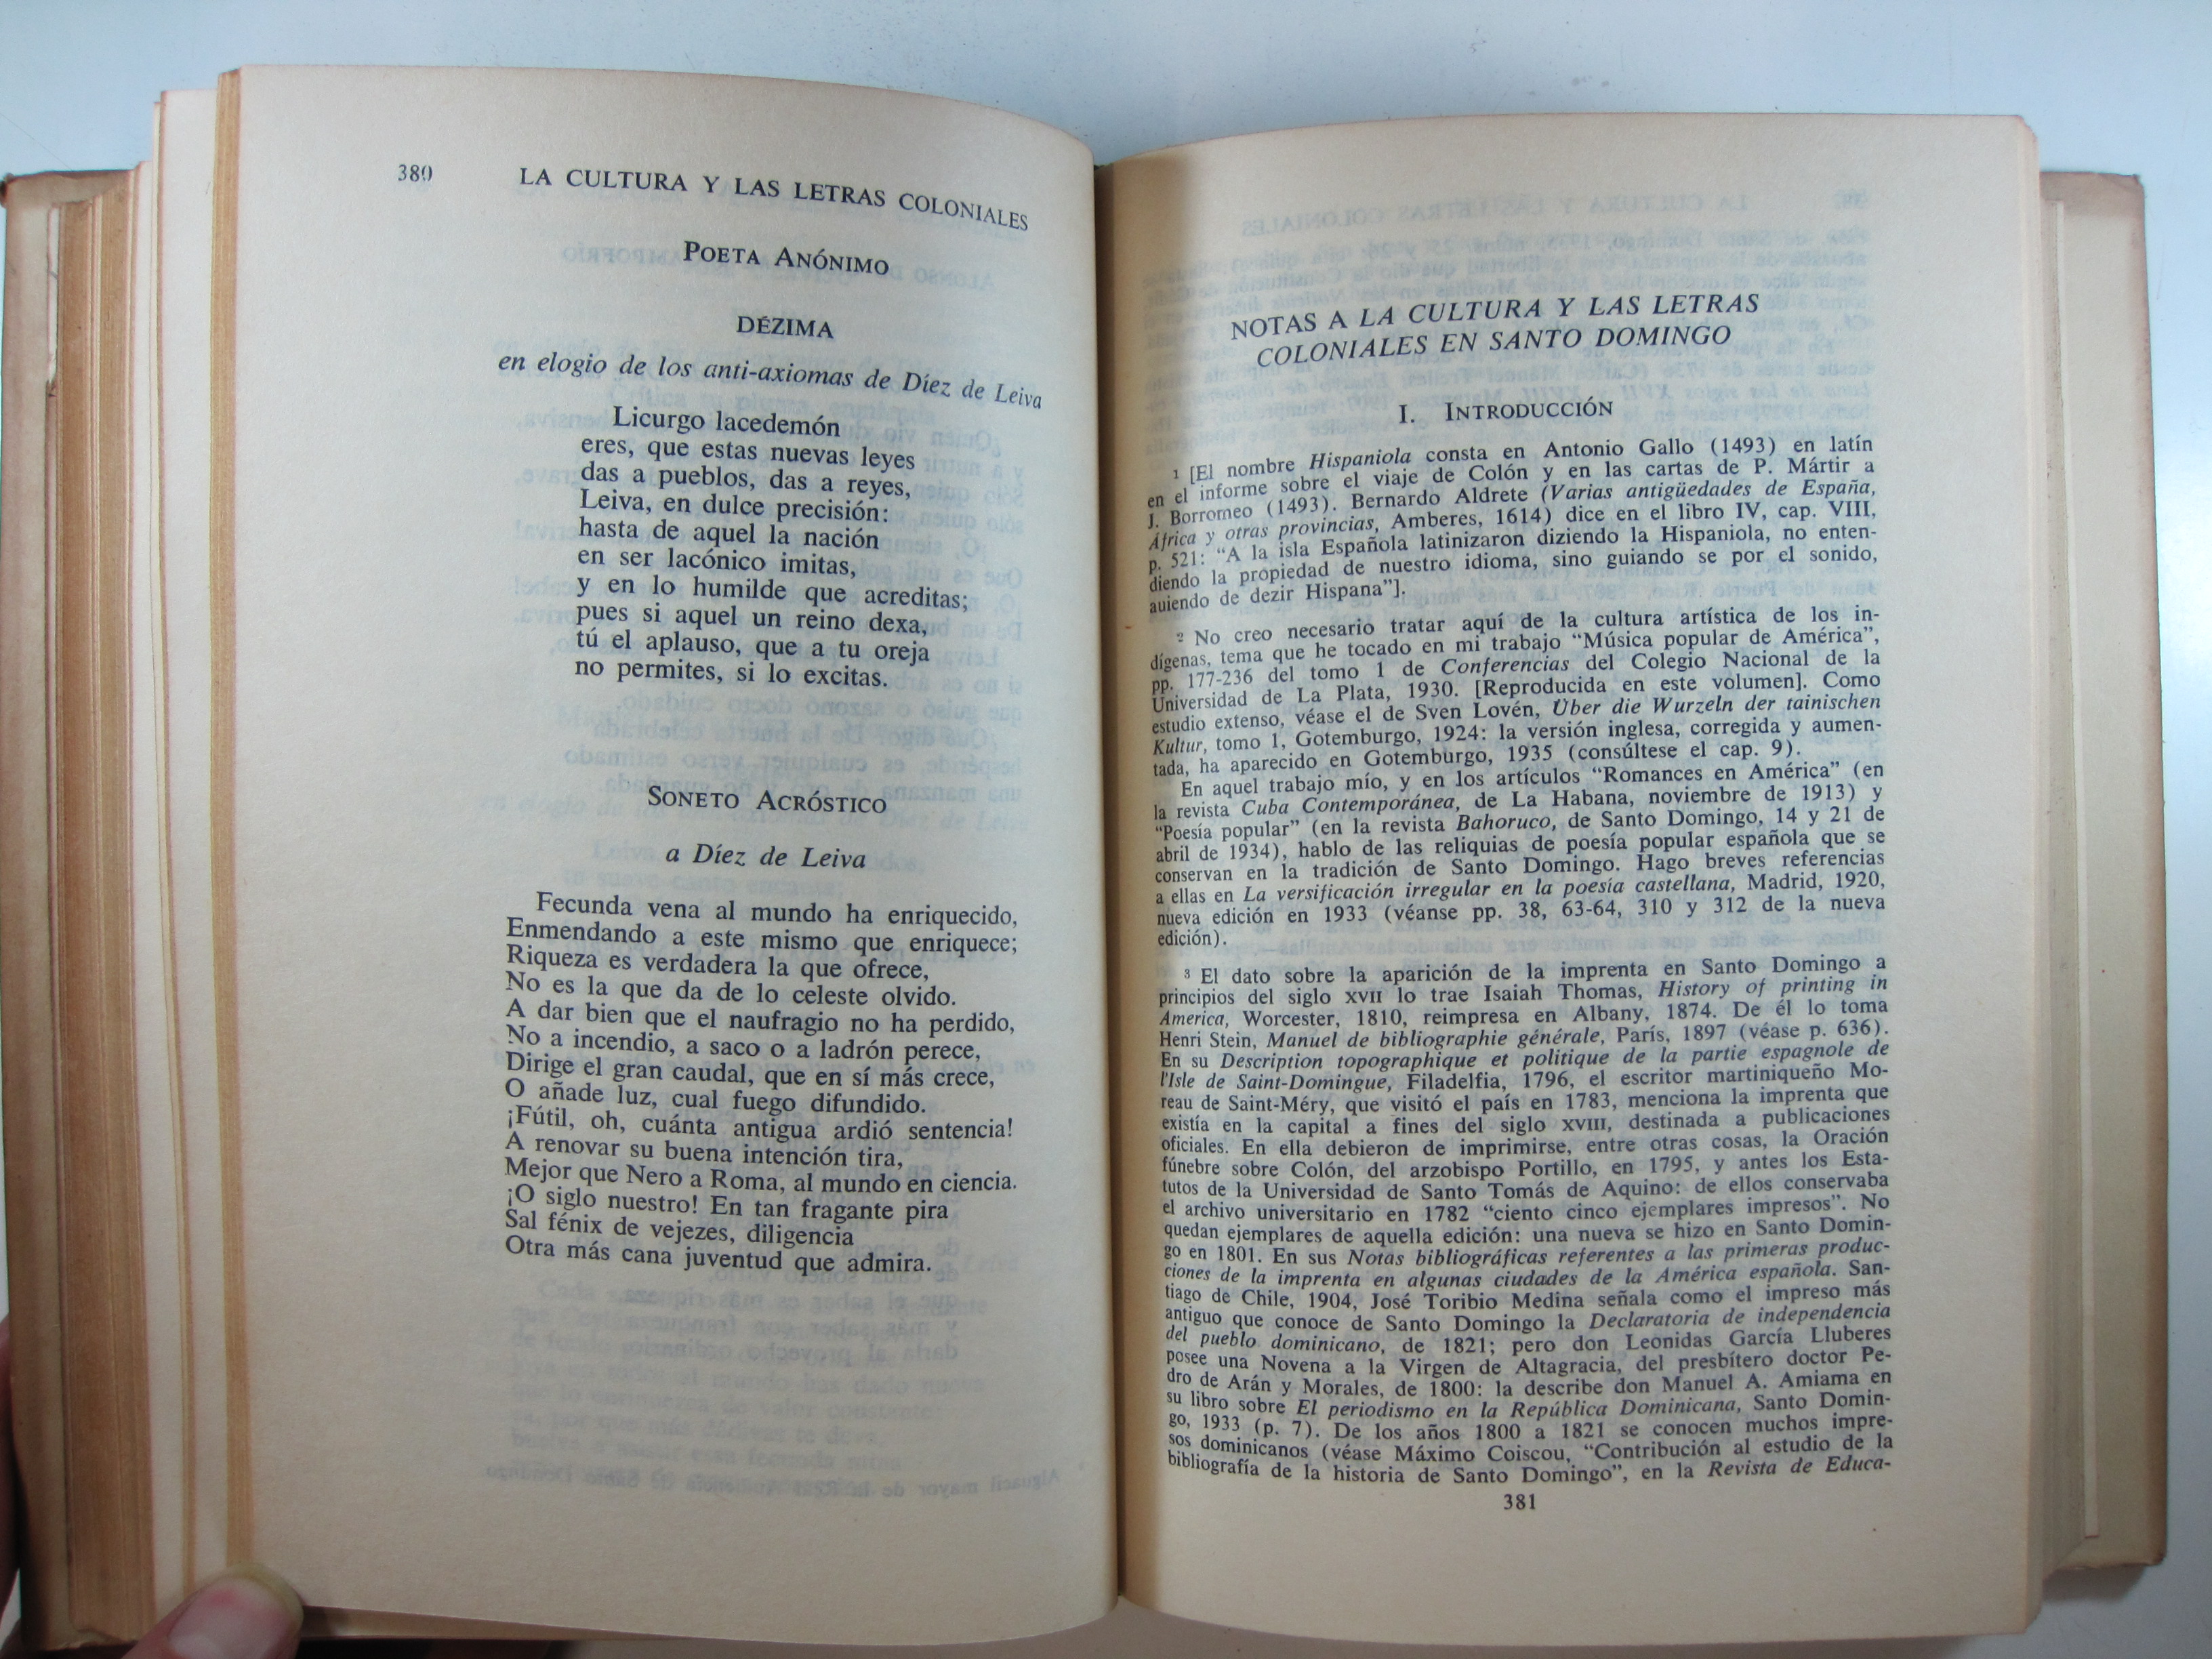 380
LA CULTURA Y LAS LETRAS COLONIALES
POETA ANÓNIMO
DÉZIMA
en elogio de los anti-axiomas de Díez de Leiva
Licurgo lacedemón
eres, que estas nuevas leyes
das a pueblos, das a reyes,
Leiva, en dulce precisión:
hasta de aquel la nación
en ser lacónico imitas,
y en lo humilde que acreditas;
pues si aquel un reino dexa,
tú el aplauso, que a tu oreja
no permites, si lo excitas.
SONETO ACRÓSTICO
a Díez de Leiva
Fecunda vena al mundo ha enriquecido,
Enmendando a este mismo que enriquece;
Riqueza es verdadera la que ofrece,
No es la que da de lo celeste olvido.
A dar bien que el naufragio no ha perdido,
No a incendio, a saco o a ladrón perece,
Dirige el gran caudal, que en sí más crece,
O añade luz, cual fuego difundido.
¡Fútil, oh, cuánta antigua ardió sentencia!
A renovar su buena intención tira,
Mejor que Nero a Roma, al mundo en ciencia.
¡O siglo nuestro! En tan fragante pira
Sal fénix de vejezes, diligencia
Otra más cana juventud que admira.
NOTAS A LA CULTURA Y LAS LETRAS
COLONIALES EN SANTO DOMINGO
I. INTRODUCCIÓN
1 [El nombre Hispaniola consta en Antonio Gallo (1493) en latín
en el informe sobre el viaje de Colón y en las cartas de P. Mártir a
J. Borromeo (1493). Bernardo Aldrete (Varias antigüedades de España,
África y otras provincias, Amberes, 1614) dice en el libro IV, cap. VIII,
p. 521: “A la isla Española latinizaron diziendo la Hispaniola, no enten-
diendo la propiedad de nuestro idioma, sino guiando se por el sonido,
auiendo de dezir Hispana”].
2 No creo necesario tratar aquí de la cultura artística de los in-
dígenas, tema que he tocado en mi trabajo “Música popular de América”,
pp. 177-236 del tomo 1 de Conferencias del Colegio Nacional de la
Universidad de La Plata, 1930. [Reproducida en este volumen]. Como
estudio extenso, véase el de Sven Lovén, Über die Wurzeln der tainischen
Kultur, tomo 1, Gotemburgo, 1924: la versión inglesa, corregida y aumen-
tada, ha aparecido en Gotemburgo, 1935 (consúltese el cap. 9).
En aquel trabajo mío, y en los artículos “Romances en América” (en
la revista Cuba Contemporánea, de La Habana, noviembre de 1913) y
“Poesía popular” (en la revista Bahoruco, de Santo Domingo, 14 y 21 de
abril de 1934), hablo de las reliquias de poesía popular española que se
conservan en la tradición de Santo Domingo. Hago breves referencias
a ellas en La versificación irregular en la poesía castellana, Madrid, 1920,
nueva edición en 1933 (véanse pp. 38, 63-64, 310 y 312 de la nueva
edición).
3 El dato sobre la aparición de la imprenta en Santo Domingo a
principios del siglo XVII lo trae Isaiah Thomas, History of printing in
America, Worcester, 1810, reimpresa en Albany, 1874. De él lo toma
Henri Stein, Manuel de bibliographie générale, París, 1897 (véase p. 636).
En su Description topographique et politique de la partie espagnole de
l'Isle de Saint-Domingue, Filadelfia, 1796, el escritor martiniqueño Mo-
reau de Saint-Méry, que visitó el país en 1783, menciona la imprenta que
existía en la capital a fines del siglo XVIII, destinada a publicaciones
oficiales. En ella debieron de imprimirse, entre otras cosas, la Oración
fúnebre sobre Colón, del arzobispo Portillo, en 1795, y antes los Esta-
tutos de la Universidad de Santo Tomás de Aquino: de ellos conservaba
el archivo universitario en 1782 “ciento cinco ejemplares impresos”. No
quedan ejemplares de aquella edición: una nueva se hizo en Santo Domin-
go en 1801. En sus Notas bibliográficas referentes a las primeras produc-
ciones de la imprenta en algunas ciudades de la América española. San-
tiago de Chile, 1904, José Toribio Medina señala como el impreso más
antiguo que conoce de Santo Domingo la Declaratoria de independencia
del pueblo dominicano, de 1821; pero don Leonidas García Lluberes
posee una Novena a la Virgen de Altagracia, del presbítero doctor Pe-
dro de Arán y Morales, de 1800: la describe don Manuel A. Amiama en
su libro sobre El periodismo en la República Dominicana, Santo Domin-
go, 1933 (p. 7). De los años 1800 a 1821 se conocen muchos impre-
sos dominicanos (véase Máximo Coiscou, “Contribución al estudio de la
bibliografía de la historia de Santo Domingo”, en la Revista de Educa-
381